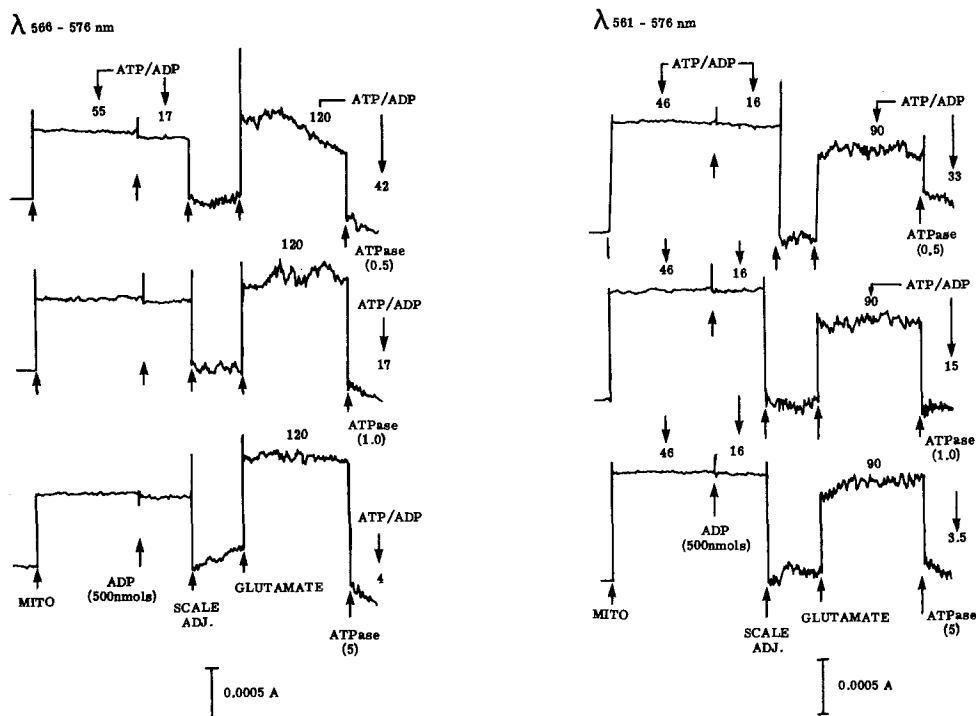 λ 566 - 576 nm
ATP/ADP
55
17
ATP/ADP
120
42
ATPase
(0.5)
120
ATP/ADP
17
ATPase
(1.0)
120
ATP/ADP
4
MITO
ADP
(500nmols)
SCALE
ADJ.
GLUTAMATE
ATPase
(5)
0.0005 A
λ 561 - 576 nm
ATP/ADP
46
16
ATP/ADP
90
33
ATPase
(0.5)
46
16
ATP/ADP
90
15
ATPase
(1.0)
46
16
90
3.5
ADP
(500nmols)
MITO
SCALE
ADJ.
GLUTAMATE
ATPase
(5)
0.0005 A